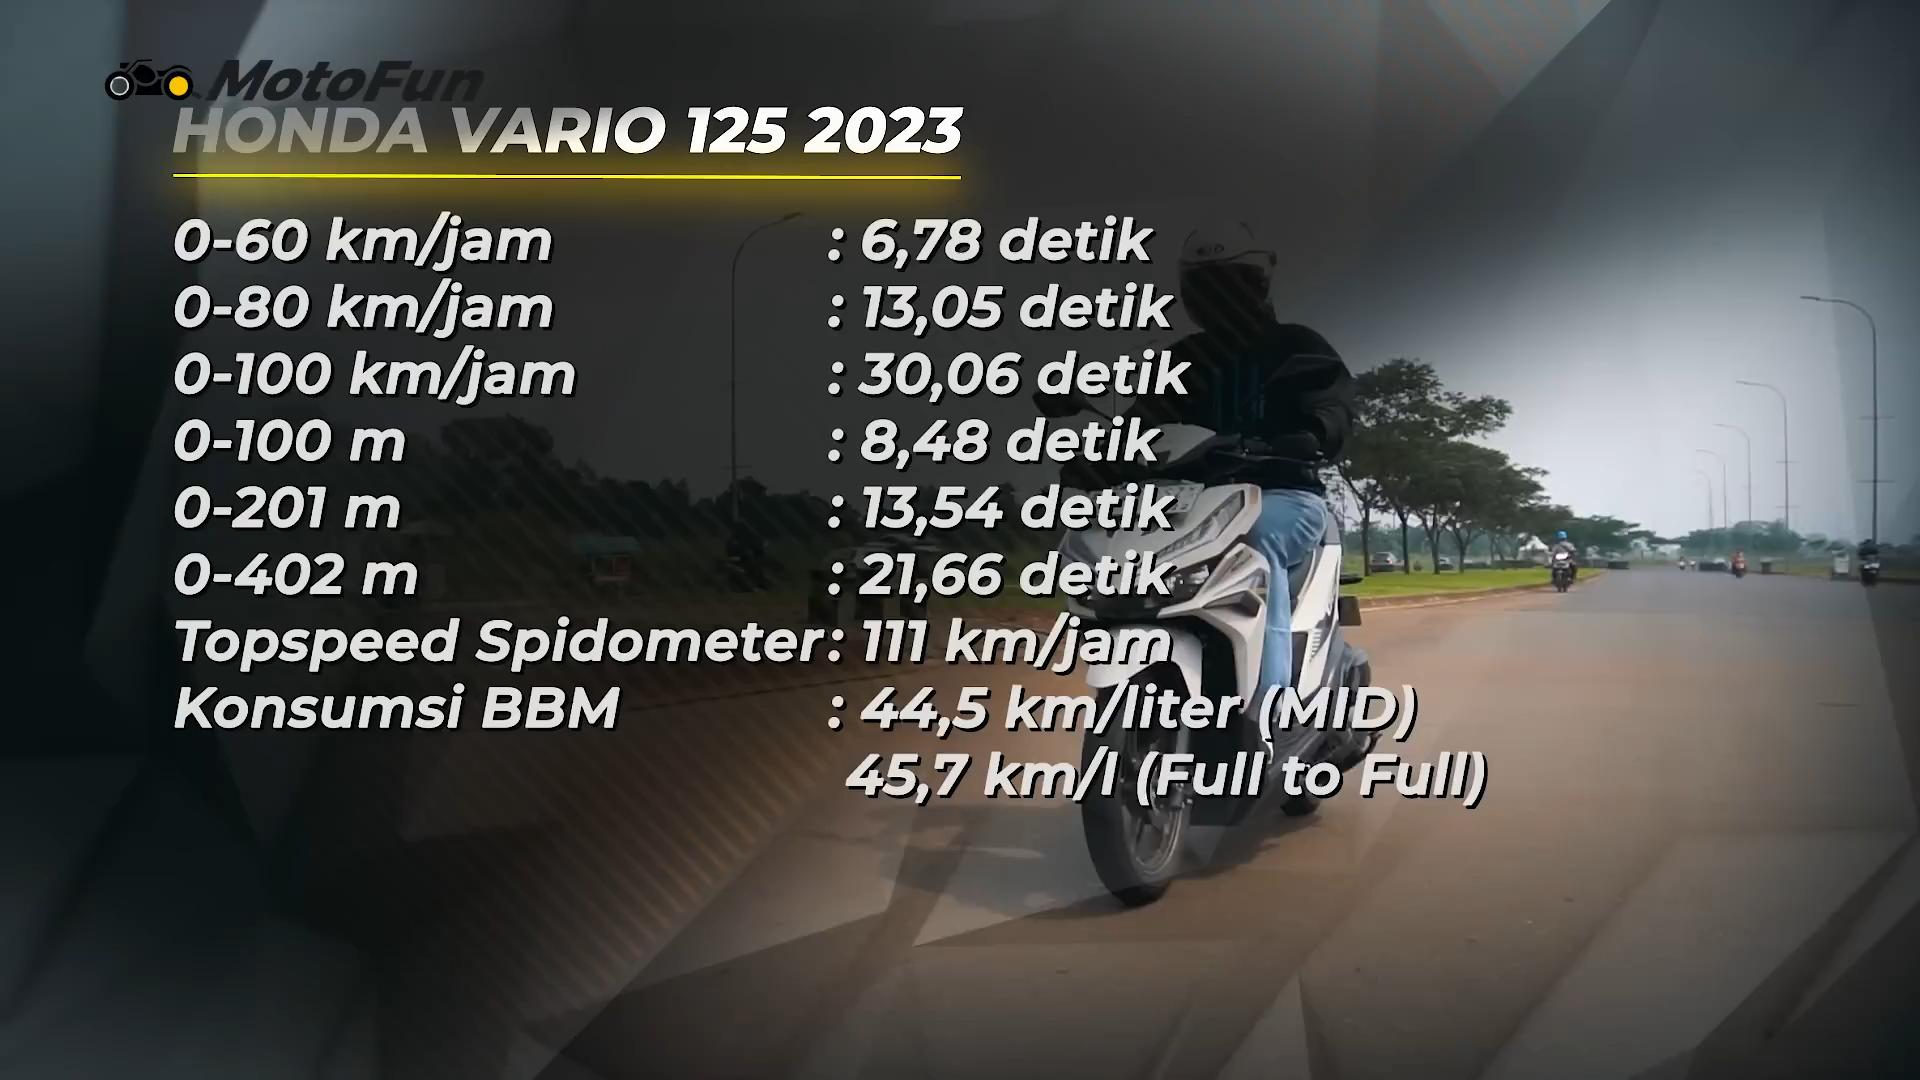 MotoFun
HONDA VARIO 125 2023
0-60 km/jam : 6,78 detik
0-80 km/jam : 13,05 detik
0-100 km/jam : 30,06 detik
0-100 m : 8,48 detik
0-201 m : 13,54 detik
0-402 m : 21,66 detik
Topspeed Spidometer : 111 km/jam
Konsumsi BBM : 44,5 km/liter (MID)
45,7 km/l (Full to Full)